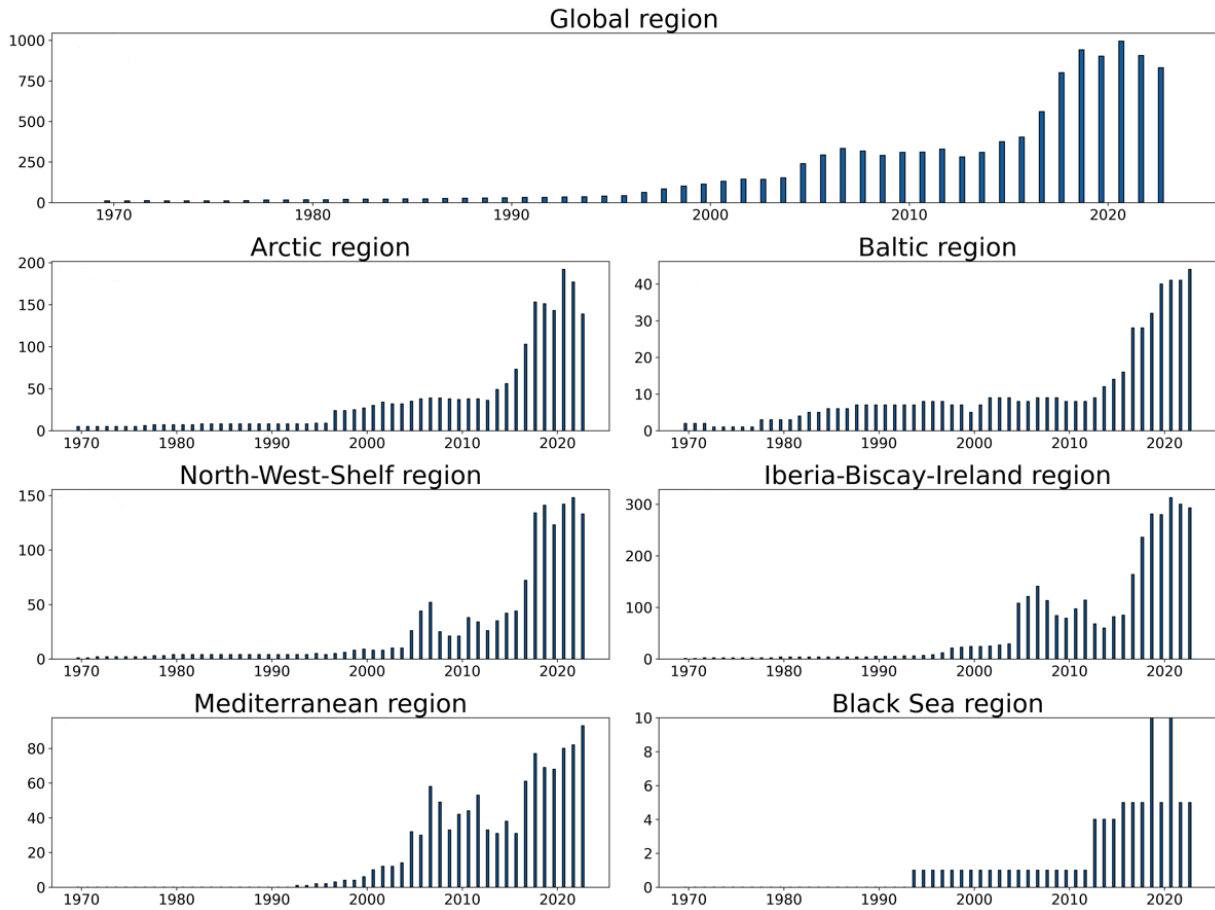 Global region
1000
750
500
250
0
1970 1980 1990 2000 2010 2020
Arctic region
200
150
100
50
0
1970 1980 1990 2000 2010 2020
Baltic region
40
30
20
10
0
1970 1980 1990 2000 2010 2020
North-West-Shelf region
150
100
50
0
1970 1980 1990 2000 2010 2020
Iberia-Biscay-Ireland region
300
200
100
0
1970 1980 1990 2000 2010 2020
Mediterranean region
80
60
40
20
0
1970 1980 1990 2000 2010 2020
Black Sea region
10
8
6
4
2
0
1970 1980 1990 2000 2010 2020